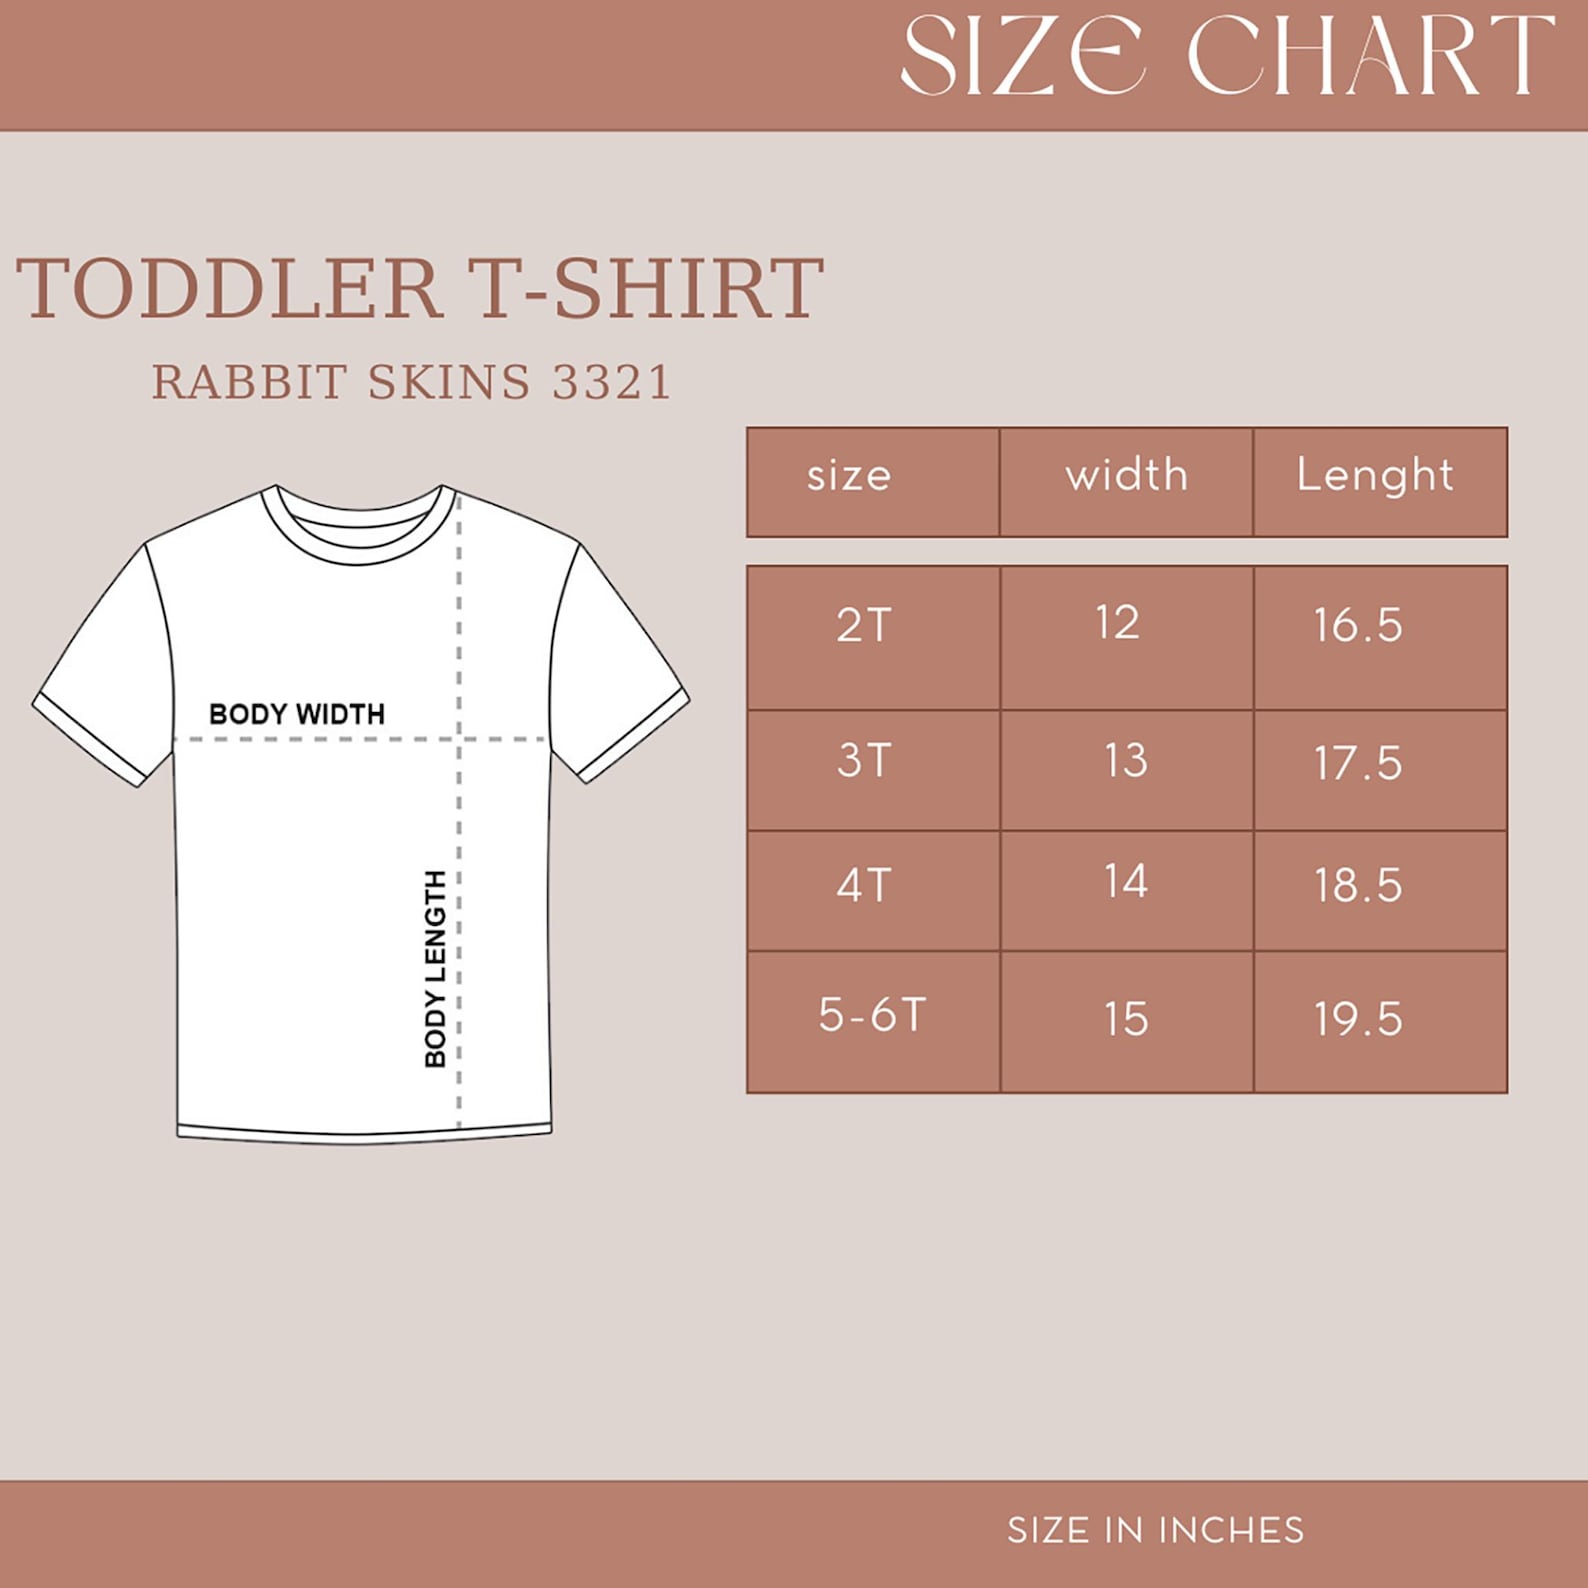 SIZE CHART
TODDLER T-SHIRT
RABBIT SKINS 3321
size width Lenght
2T 12 16.5
3T 13 17.5
4T 14 18.5
5-6T 15 19.5
BODY WIDTH
BODY LENGTH
SIZE IN INCHES